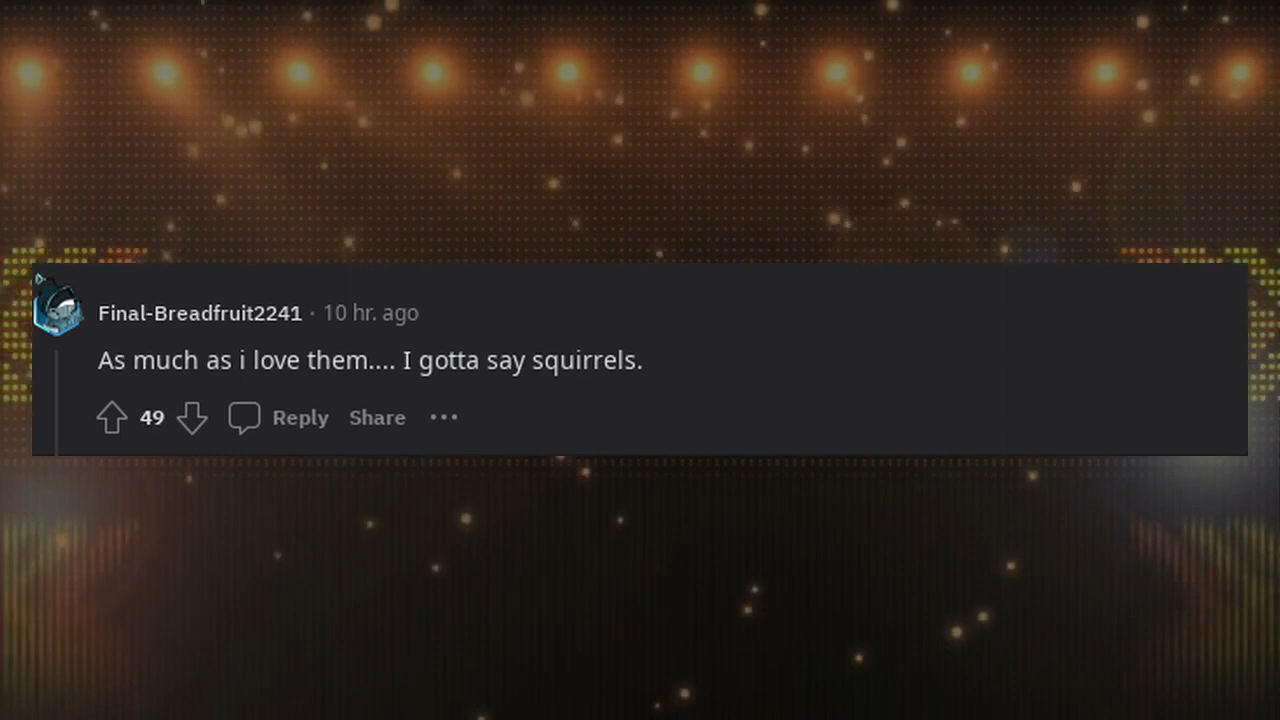 Final-Breadfruit2241 · 10 hr. ago
As much as i love them.... I gotta say squirrels.
49 Reply Share ...